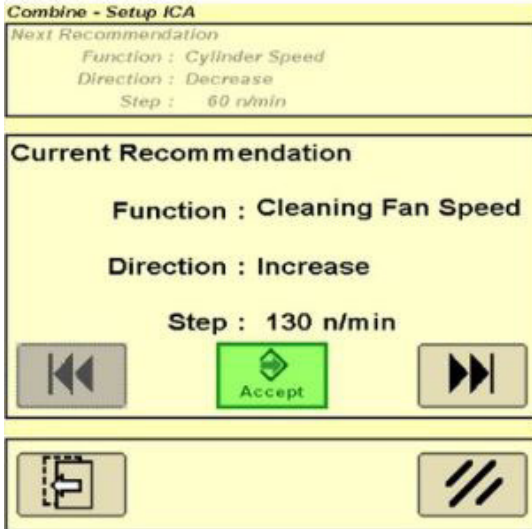 Combine - Setup ICA
Next Recommendation
Function : Cylinder Speed
Direction : Decrease
Step : 60 n/min
Current Recommendation
Function : Cleaning Fan Speed
Direction : Increase
Step : 130 n/min
Accept